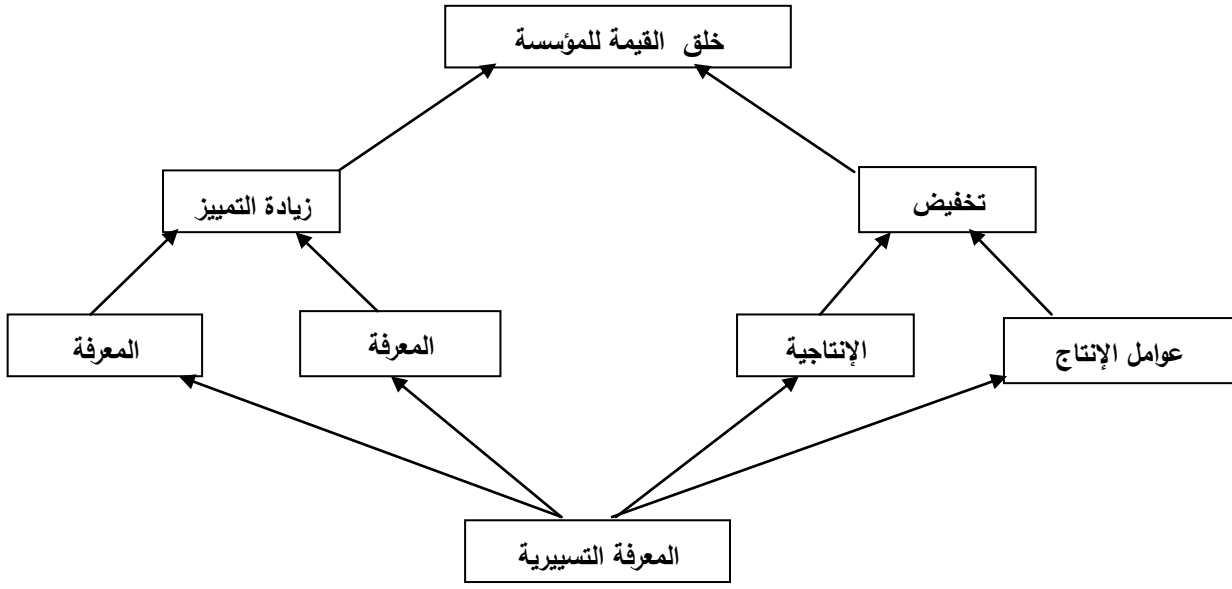 خلق القيمة للمؤسسة
تخفيض
زيادة التمييز
عوامل الإنتاج
الإنتاجية
المعرفة
المعرفة
المعرفة التسييرية